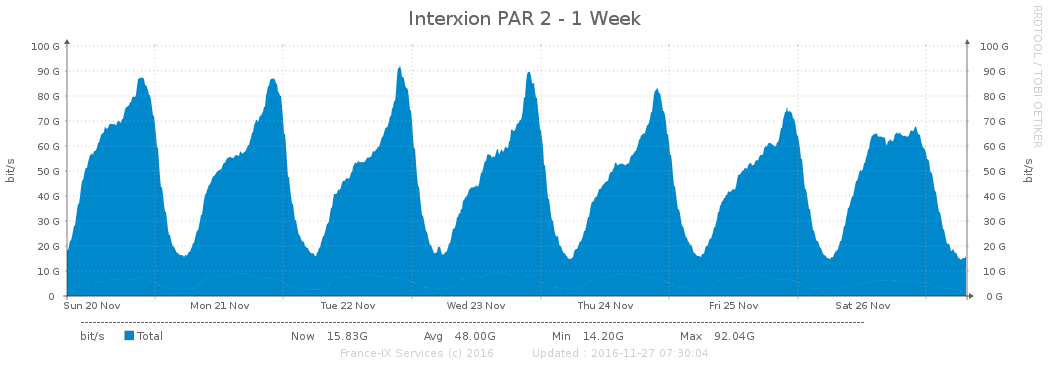 Interxion PAR 2 - 1 Week
RRDTOOL / TOBI OETIKER
bit/s
100 G 100 G
90 G 90 G
80 G 80 G
70 G 70 G
60 G 60 G
50 G 50 G
40 G 40 G
30 G 30 G
20 G 20 G
10 G 10 G
0 0 G
bit/s
Sun 20 Nov Mon 21 Nov Tue 22 Nov Wed 23 Nov Thu 24 Nov Fri 25 Nov Sat 26 Nov
bit/s Total Now 15.83G Avg 48.00G Min 14.20G Max 92.04G
France-IX Services (c) 2016 Updated : 2016-11-27 07:30:04